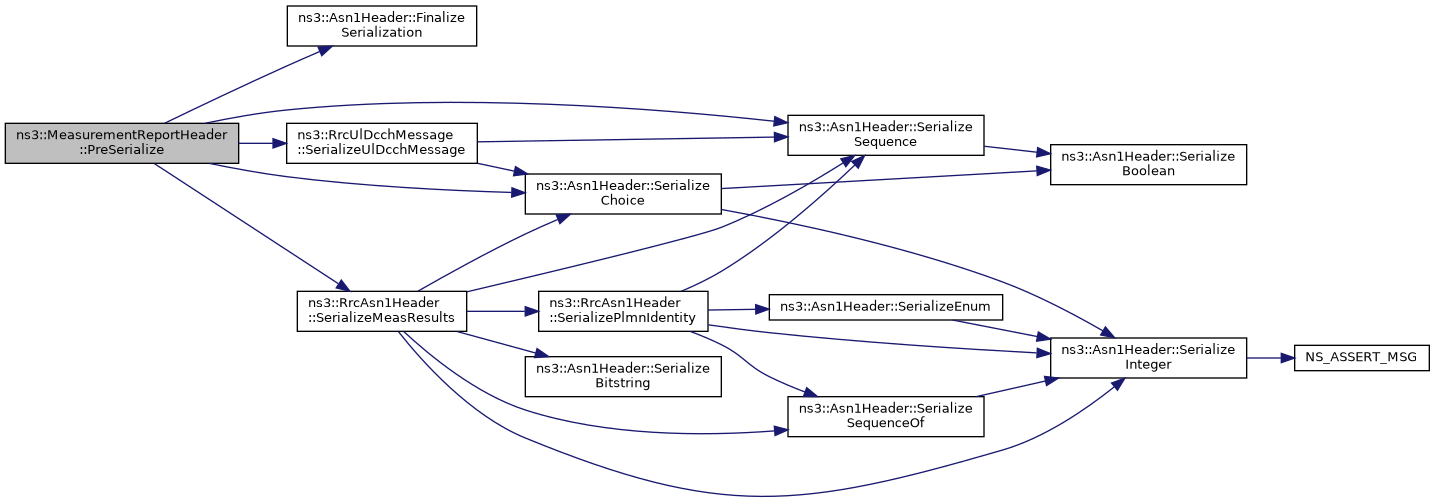 ns3::Asn1Header::Finalize
Serialization
ns3::MeasurementReportHeader
::PreSerialize
ns3::RrcUlDcchMessage
::SerializeUlDcchMessage
ns3::Asn1Header::Serialize
Sequence
ns3::Asn1Header::Serialize
Boolean
ns3::Asn1Header::Serialize
Choice
ns3::RrcAsn1Header
::SerializeMeasResults
ns3::RrcAsn1Header
::SerializePlmnIdentity
ns3::Asn1Header::SerializeEnum
ns3::Asn1Header::Serialize
Integer
NS_ASSERT_MSG
ns3::Asn1Header::Serialize
Bitstring
ns3::Asn1Header::Serialize
SequenceOf